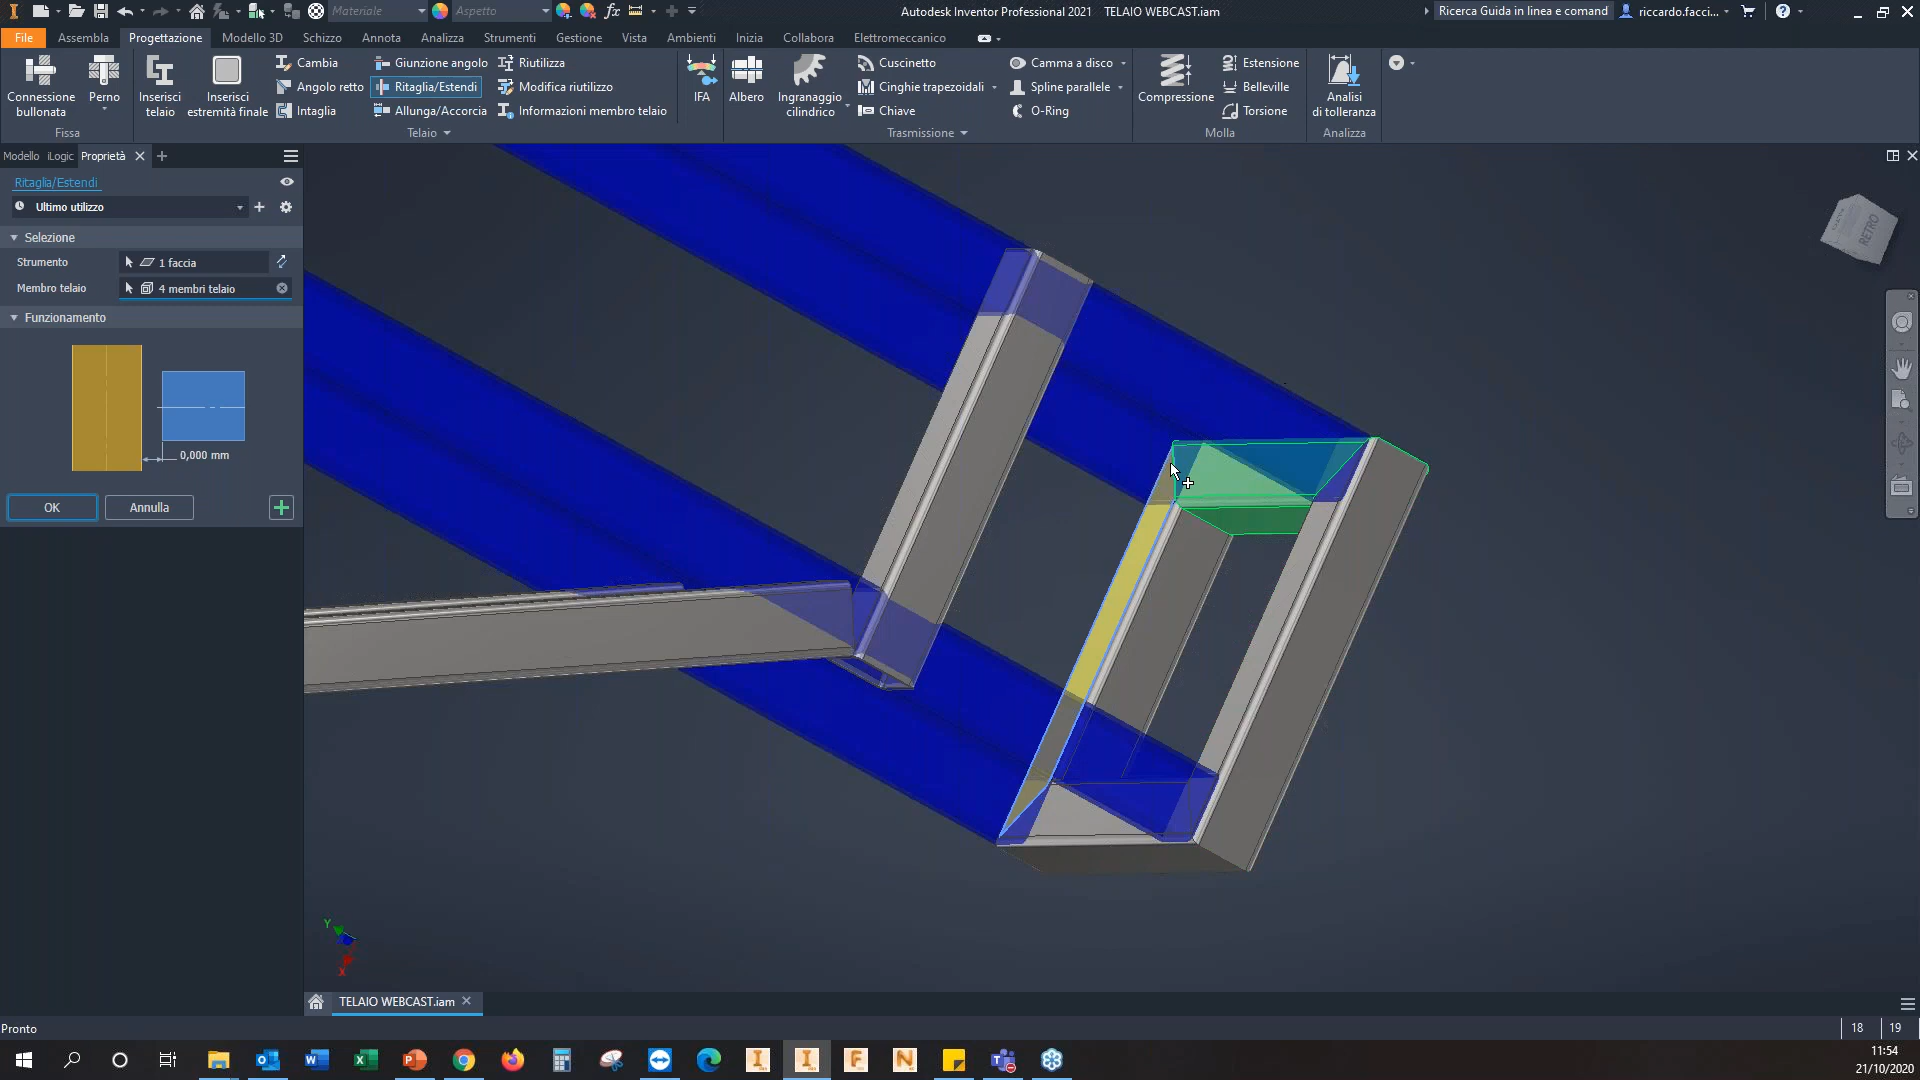 Materiale
Aspetto
Autodesk Inventor Professional 2021 TELAIO WEBCAST.iam
Ricerca Guida in linea e comand
riccardo.facci...
File
Assembla
Progettazione
Modello 3D
Schizzo
Annota
Analizza
Strumenti
Gestione
Vista
Ambienti
Inizia
Collabora
Elettromeccanico
Connessione
bullonata
Perno
Fissa
Inserisci
telaio
Inserisci
estremità finale
Cambia
Angolo retto
Intaglia
Giunzione angolo
Ritaglia/Estendi
Allunga/Accorcia
Riutilizza
Modifica riutilizzo
Informazioni membro telaio
Telaio
IFA
Albero
Ingranaggio
cilindrico
Cuscinetto
Cinghie trapezoidali
Chiave
Camma a disco
Spline parallele
O-Ring
Trasmissione
Compressione
Estensione
Belleville
Torsione
Molla
Analisi
di tolleranza
Analizza
Modello
iLogic
Proprietà
Ritaglia/Estendi
Ultimo utilizzo
Selezione
Strumento
1 faccia
Membro telaio
4 membri telaio
Funzionamento
0,000 mm
OK
Annulla
RETRO
Y
X
TELAIO WEBCAST.iam
Pronto
18
19
11:54
21/10/2020